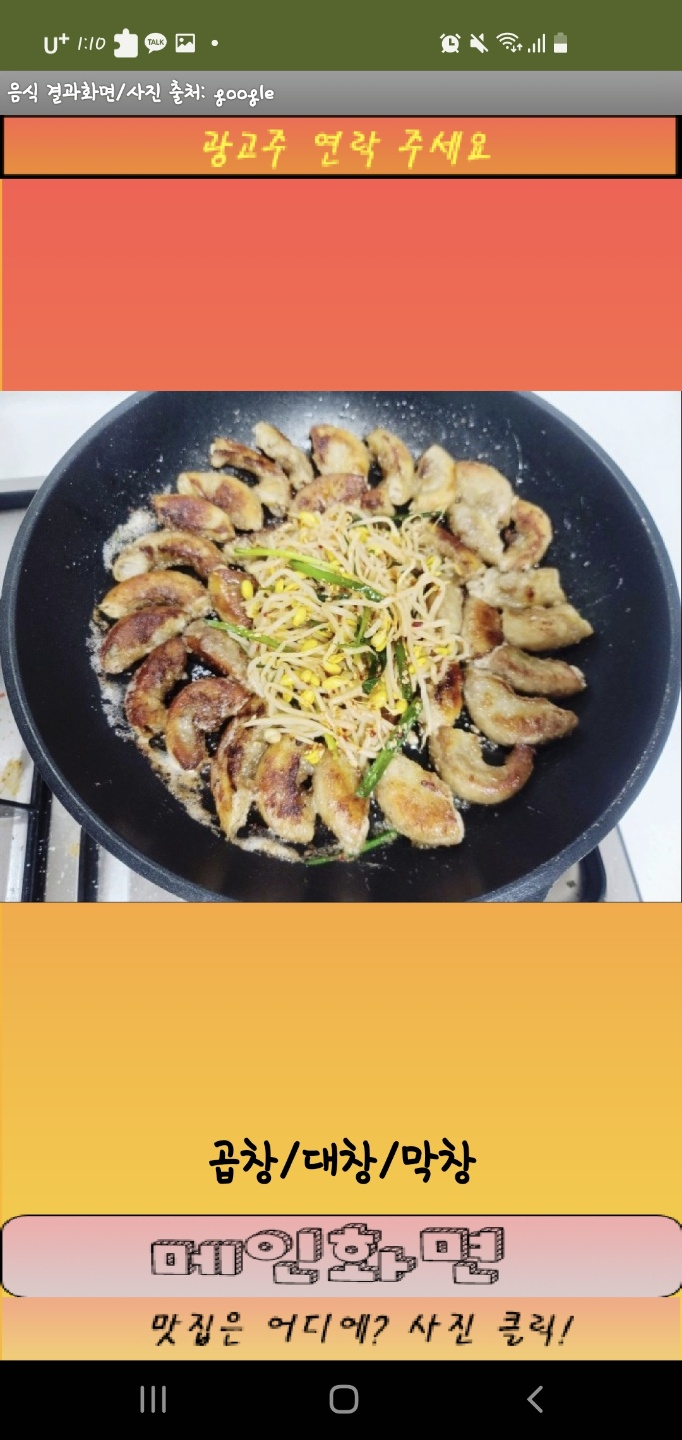 U+ 1:10 TALK
음식 결과화면/사진 출처: google
광고주 연락 주세요
곱창/대창/막창
메인화면
맛집은 어디에? 사진 클릭!